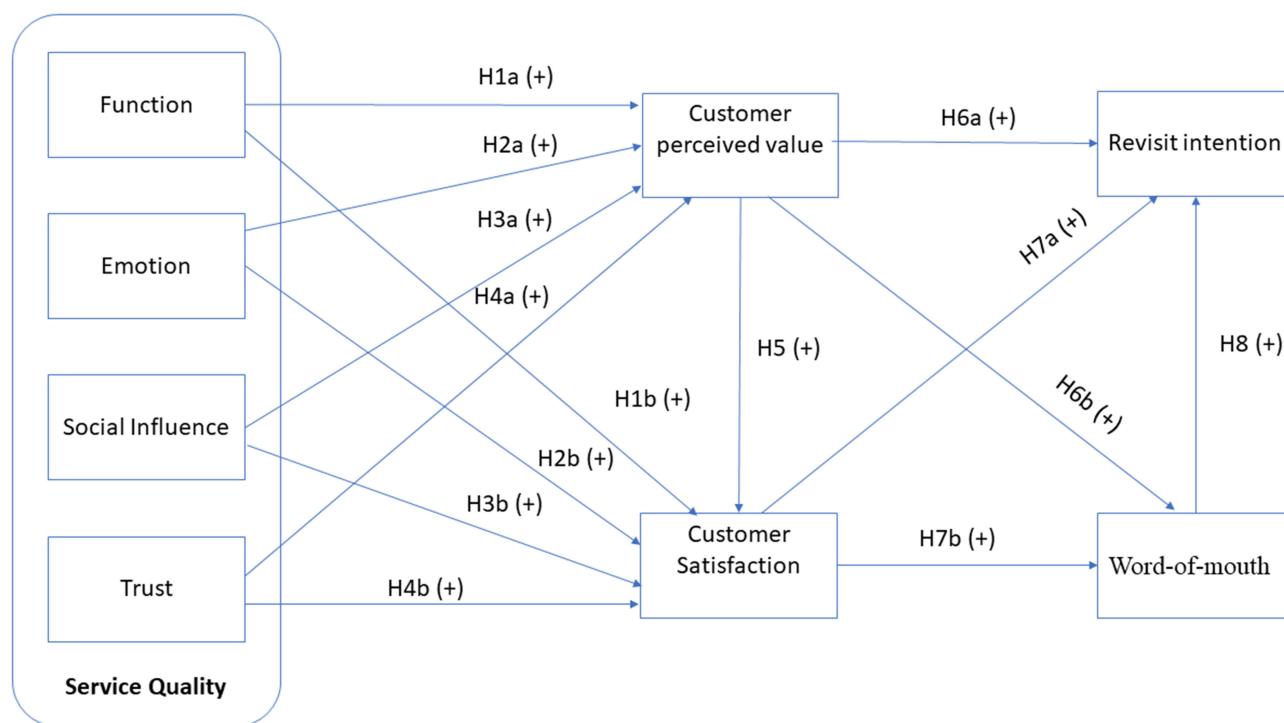 Function
Emotion
Social Influence
Trust
Service Quality
H1a (+)
H2a (+)
H3a (+)
H4a (+)
H1b (+)
H2b (+)
H3b (+)
H4b (+)
Customer
perceived value
H5 (+)
Customer
Satisfaction
H6a (+)
H7a (+)
H6b (+)
H7b (+)
Revisit intention
H8 (+)
Word-of-mouth